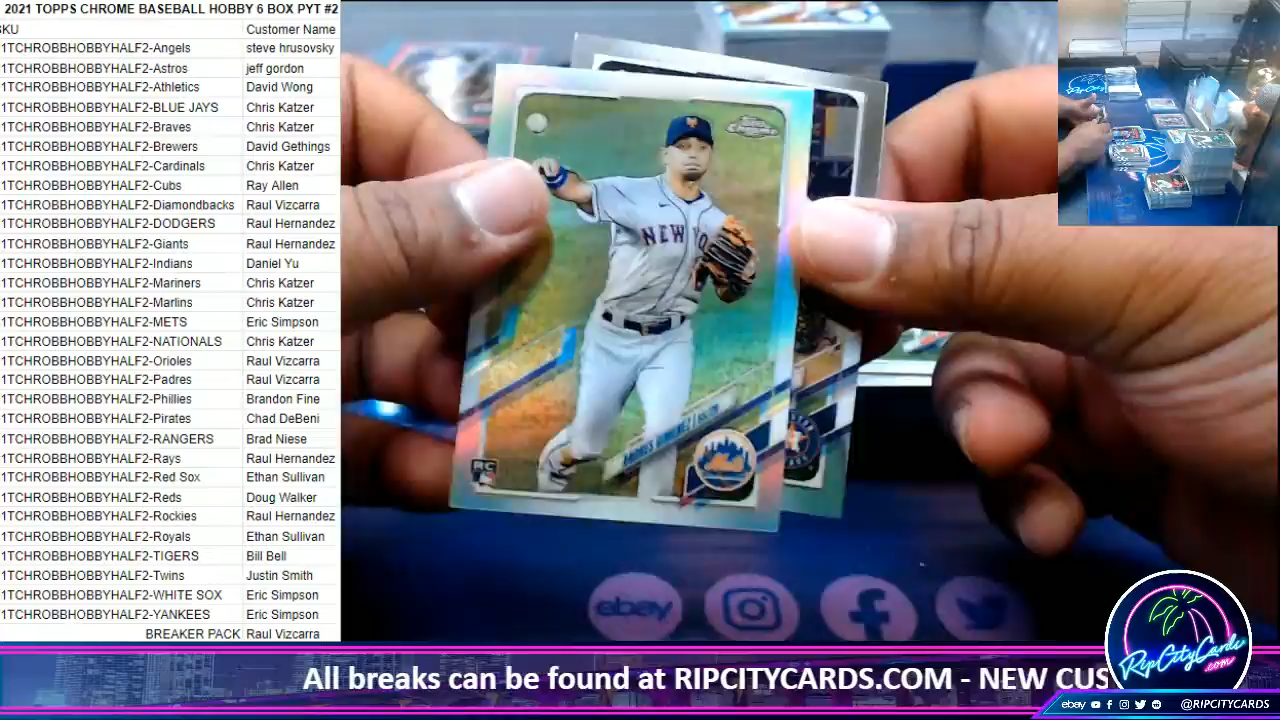 2021 TOPPS CHROME BASEBALL HOBBY 6 BOX PYT #2
SKU Customer Name
1TCHROBBHOBBYHALF2-Angels steve hrusovsky
1TCHROBBHOBBYHALF2-Astros jeff gordon
1TCHROBBHOBBYHALF2-Athletics David Wong
1TCHROBBHOBBYHALF2-BLUE JAYS Chris Katzer
1TCHROBBHOBBYHALF2-Braves Chris Katzer
1TCHROBBHOBBYHALF2-Brewers David Gethings
1TCHROBBHOBBYHALF2-Cardinals Chris Katzer
1TCHROBBHOBBYHALF2-Cubs Ray Allen
1TCHROBBHOBBYHALF2-Diamondbacks Raul Vizcarra
1TCHROBBHOBBYHALF2-DODGERS Raul Hernandez
1TCHROBBHOBBYHALF2-Giants Raul Hernandez
1TCHROBBHOBBYHALF2-Indians Daniel Yu
1TCHROBBHOBBYHALF2-Mariners Chris Katzer
1TCHROBBHOBBYHALF2-Marlins Chris Katzer
1TCHROBBHOBBYHALF2-METS Eric Simpson
1TCHROBBHOBBYHALF2-NATIONALS Chris Katzer
1TCHROBBHOBBYHALF2-Orioles Raul Vizcarra
1TCHROBBHOBBYHALF2-Padres Raul Vizcarra
1TCHROBBHOBBYHALF2-Phillies Brandon Fine
1TCHROBBHOBBYHALF2-Pirates Chad DeBeni
1TCHROBBHOBBYHALF2-RANGERS Brad Niese
1TCHROBBHOBBYHALF2-Rays Raul Hernandez
1TCHROBBHOBBYHALF2-Red Sox Ethan Sullivan
1TCHROBBHOBBYHALF2-Reds Doug Walker
1TCHROBBHOBBYHALF2-Rockies Raul Hernandez
1TCHROBBHOBBYHALF2-Royals Ethan Sullivan
1TCHROBBHOBBYHALF2-TIGERS Bill Bell
1TCHROBBHOBBYHALF2-Twins Justin Smith
1TCHROBBHOBBYHALF2-WHITE SOX Eric Simpson
1TCHROBBHOBBYHALF2-YANKEES Eric Simpson
BREAKER PACK Raul Vizcarra
Chrome
NEW YO
ANDRES GIMENEZ
RC
ebay
All breaks can be found at RIPCITYCARDS.COM - NEW CUS
RipCityCards
.com
ebay @RIPCITYCARDS